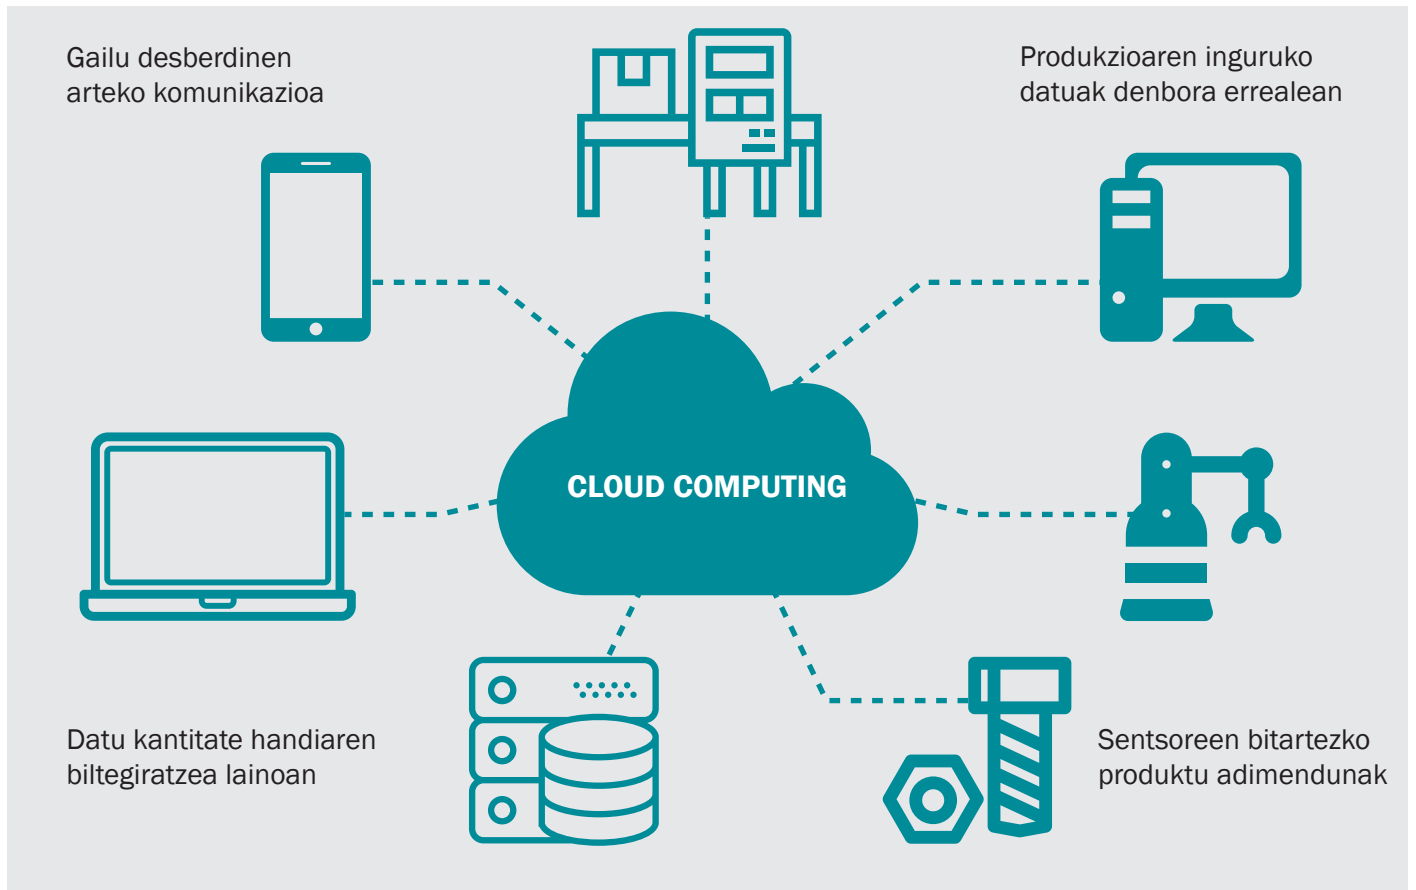 Gailu desberdinen
arteko komunikazioa
Produkzioaren inguruko
datuak denbora errealean
CLOUD COMPUTING
Datu kantitate handiaren
biltegiratzea lainoan
Sentsoreen bitartezko
produktu adimendunak